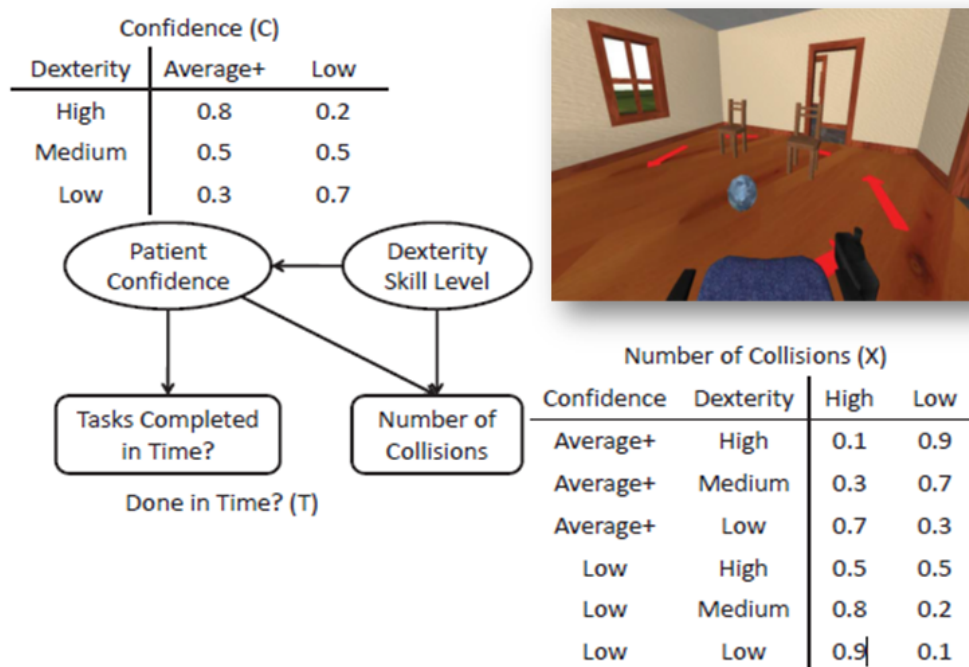 Confidence (C)
Dexterity Average+ Low
High 0.8 0.2
Medium 0.5 0.5
Low 0.3 0.7
Patient
Confidence
Dexterity
Skill Level
Tasks Completed
in Time?
Number of
Collisions
Done in Time? (T)
Number of Collisions (X)
Confidence Dexterity High Low
Average+ High 0.1 0.9
Average+ Medium 0.3 0.7
Average+ Low 0.7 0.3
Low High 0.5 0.5
Low Medium 0.8 0.2
Low Low 0.9 0.1